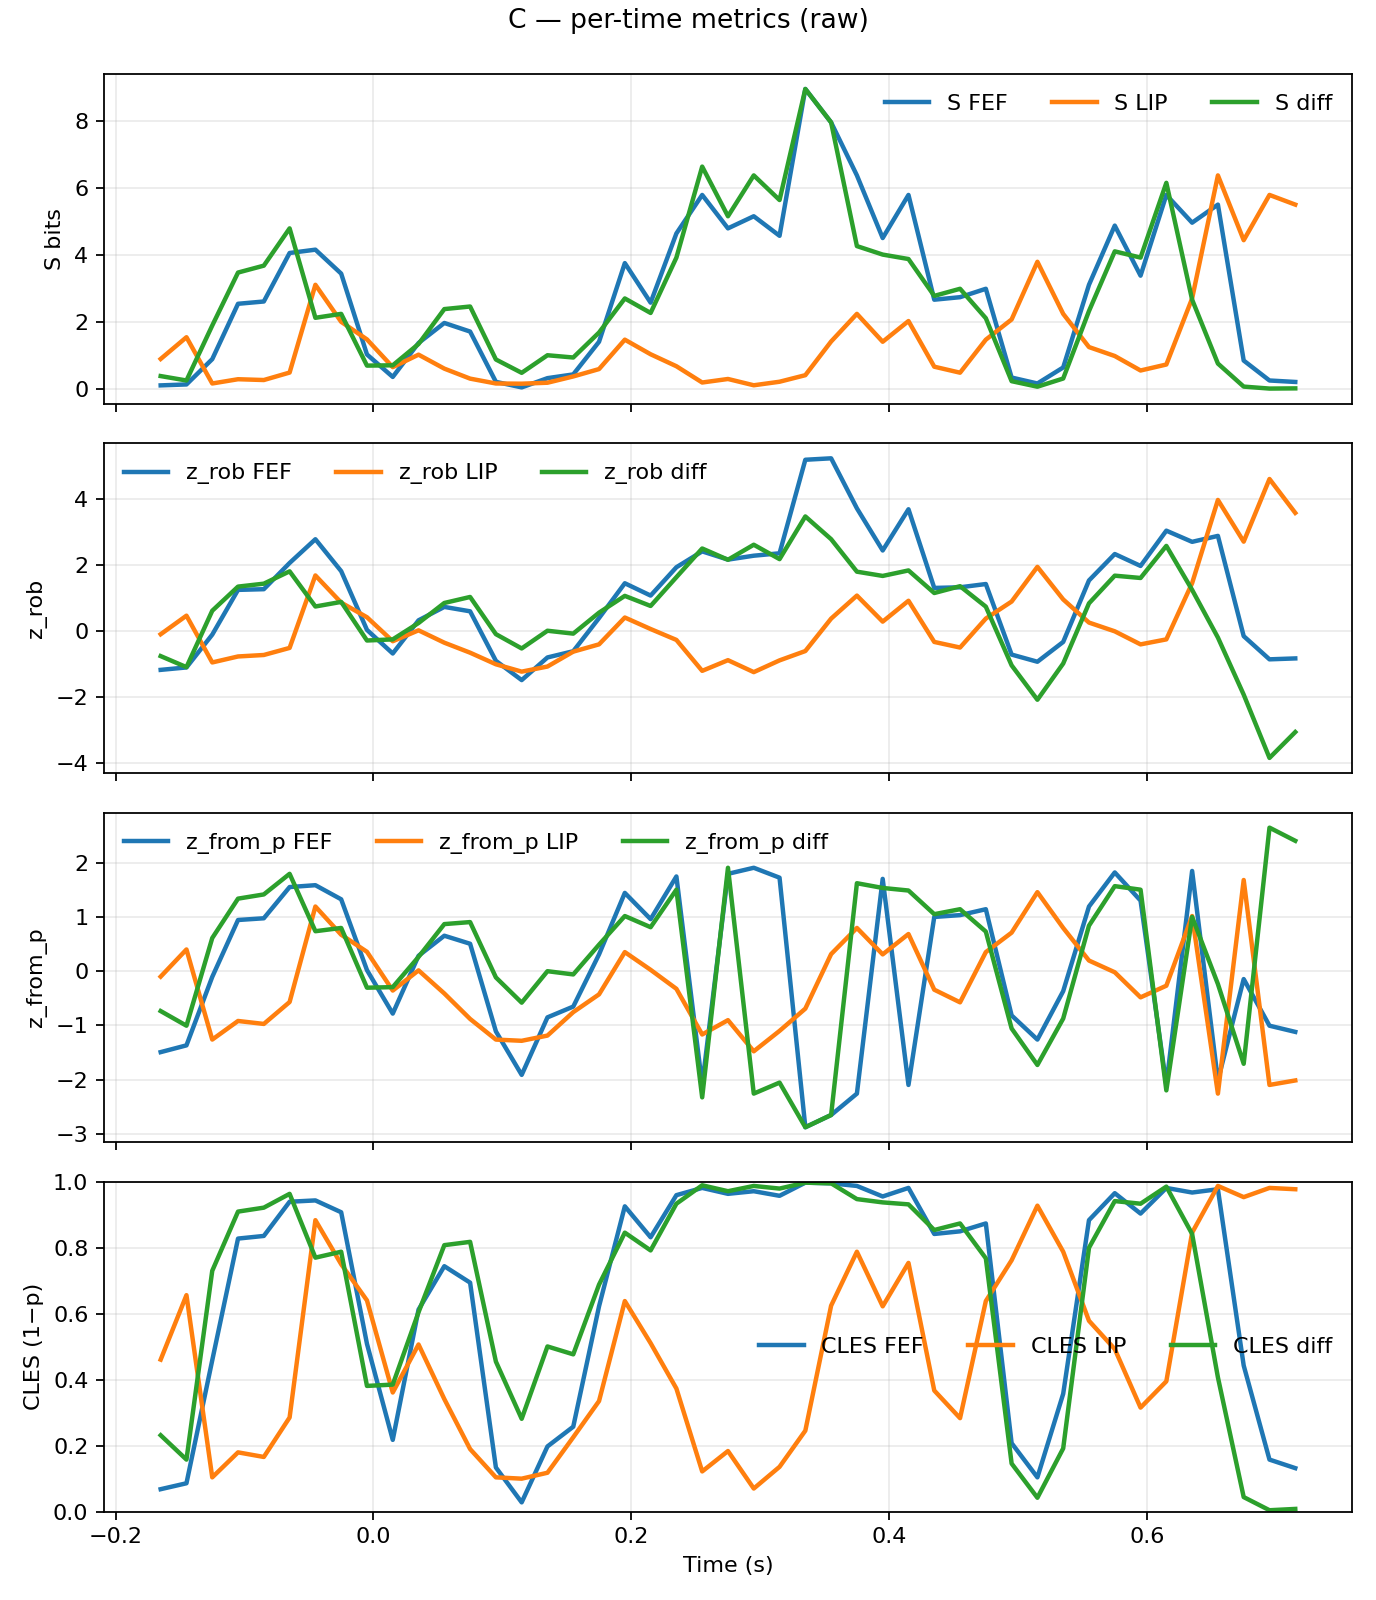 C — per-time metrics (raw)
S FEF S LIP S diff
8
6
4
2
0
S bits
z_rob FEF z_rob LIP z_rob diff
4
2
0
−2
−4
z_rob
z_from_p FEF z_from_p LIP z_from_p diff
2
1
0
−1
−2
−3
z_from_p
1.0
0.8
0.6
0.4
0.2
0.0
CLES (1−p)
CLES FEF CLES LIP CLES diff
−0.2 0.0 0.2 0.4 0.6
Time (s)